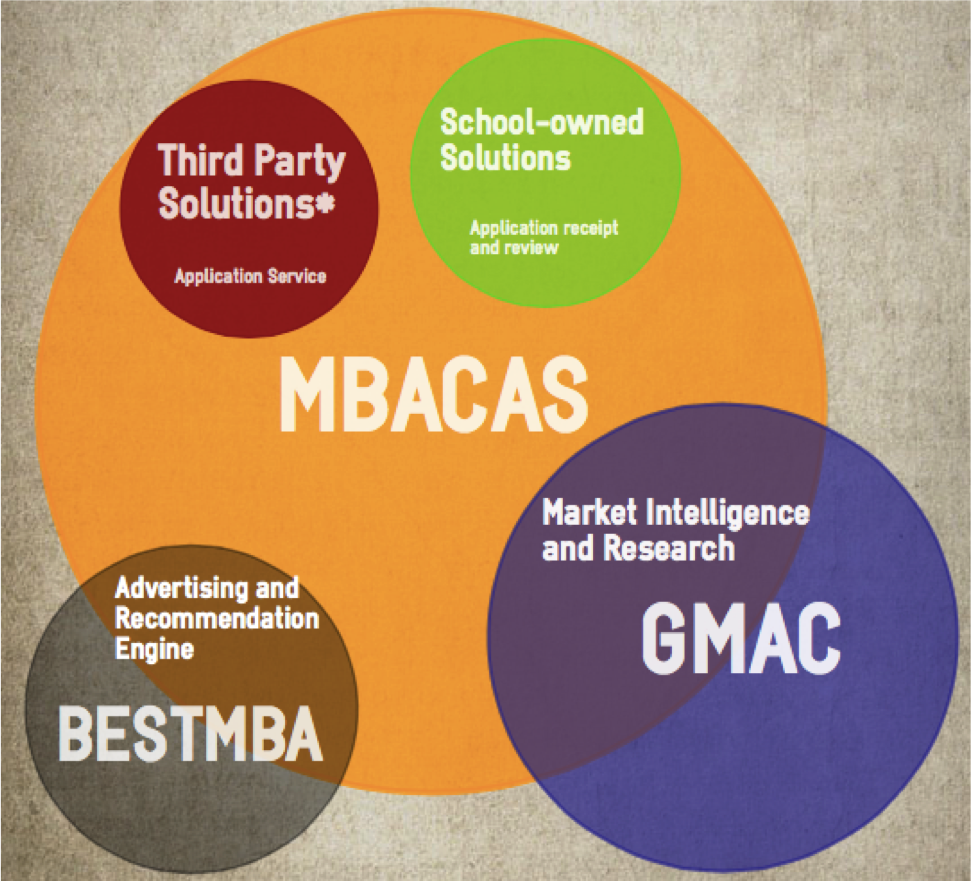 Third Party
Solutions*
Application Service
School-owned
Solutions
Application receipt
and review
MBACAS
Market Intelligence
and Research
GMAC
Advertising and
Recommendation
Engine
BESTMBA